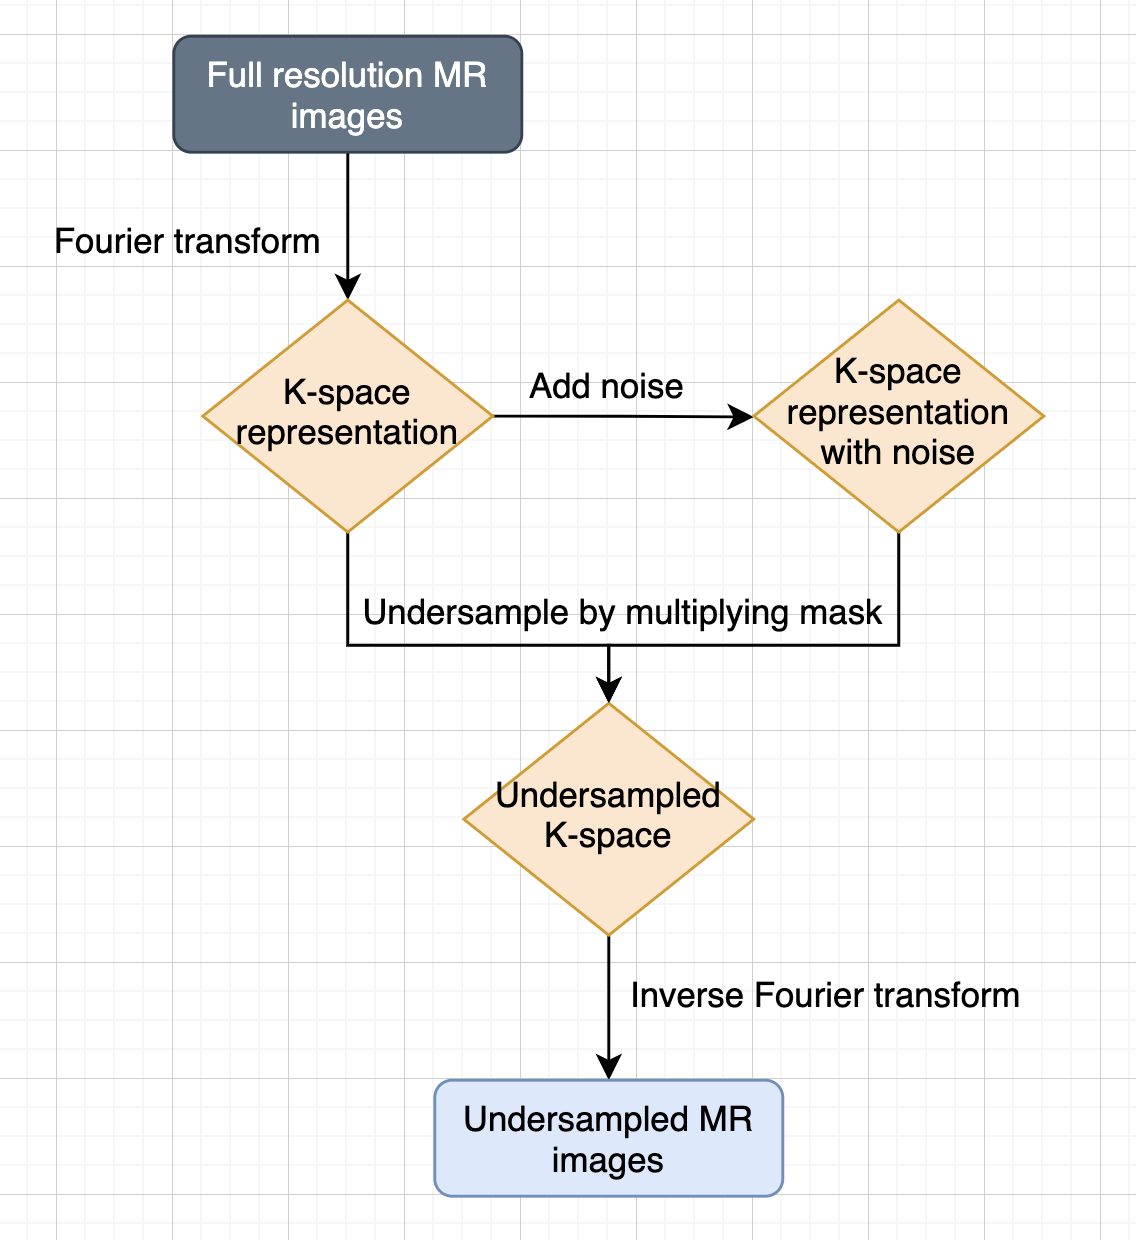 Full resolution MR
images
Fourier transform
K-space
representation
Add noise
K-space
representation
with noise
Undersample by multiplying mask
Undersampled
K-space
Inverse Fourier transform
Undersampled MR
images